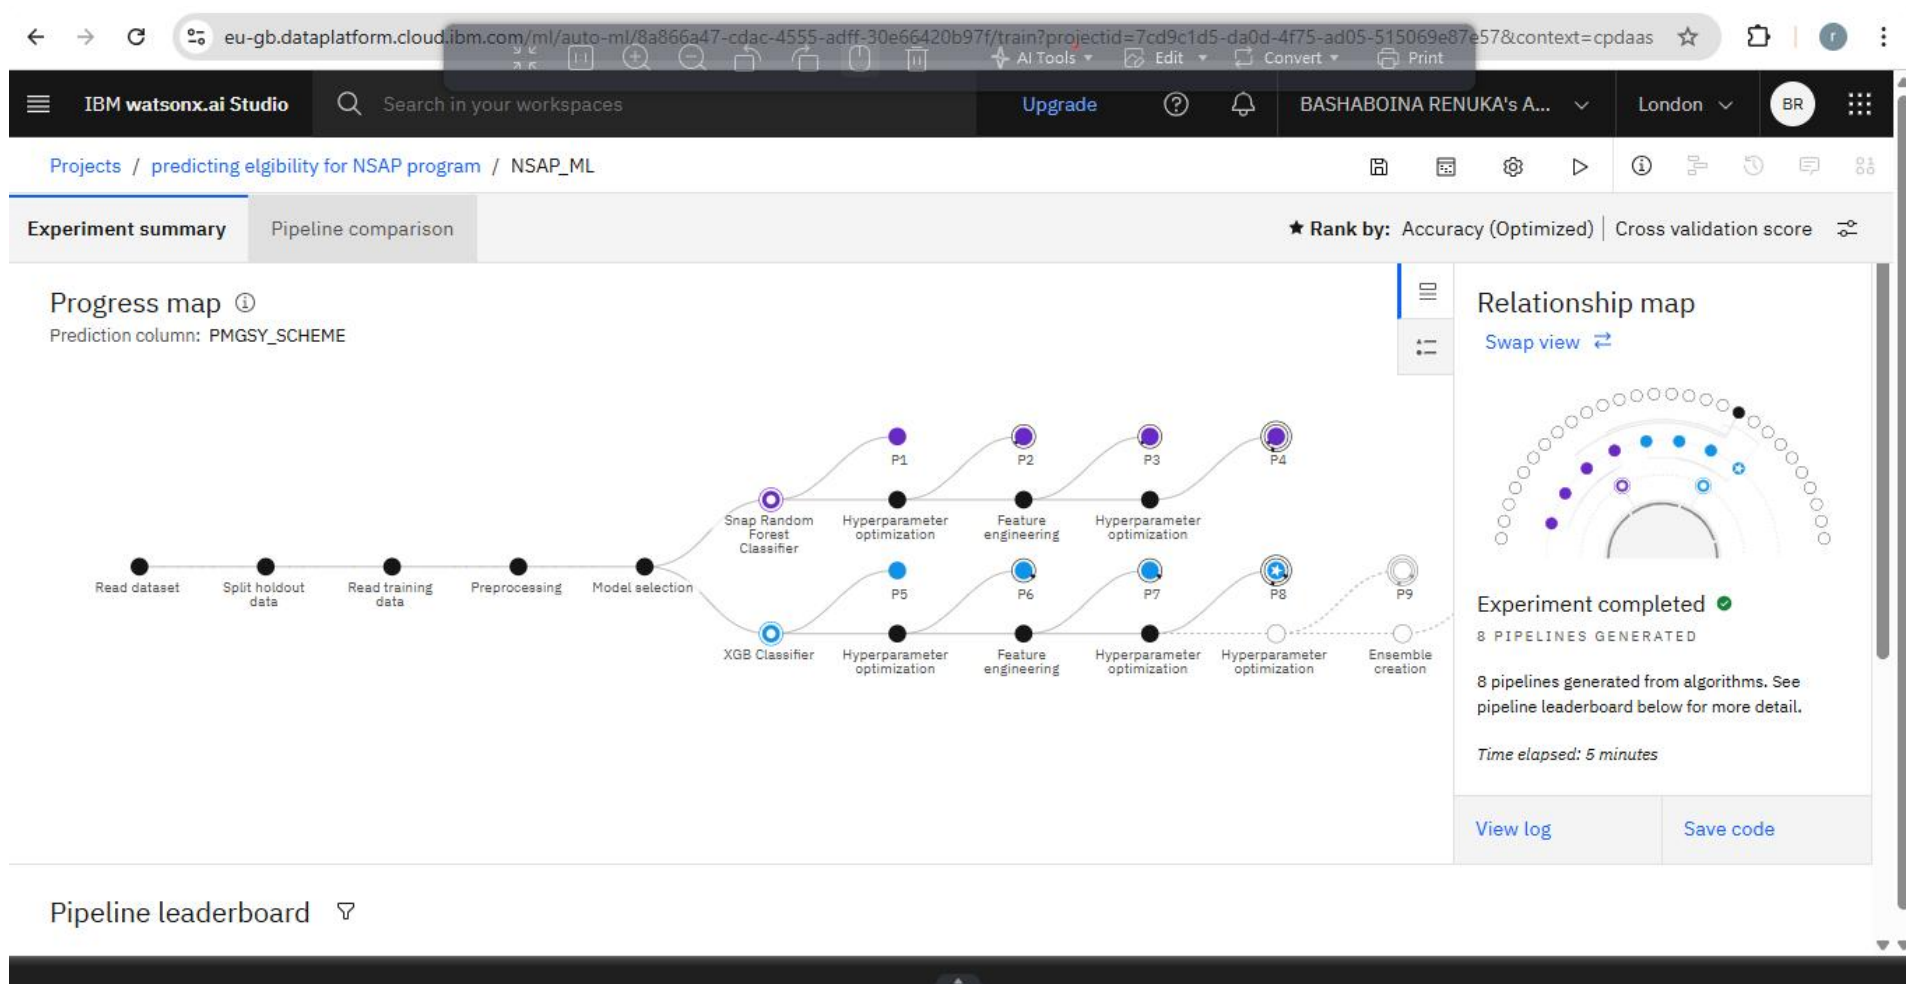 eu-gb.dataplatform.cloud.ibm.com/ml/auto-ml/8a866a47-cdac-4555-adff-30e66420b97f/train?projectid=7cd9c1d5-da0d-4f75-ad05-515069e87e57&context=cpdaas
r
1:1
AI Tools
Edit
Convert
Print
IBM watsonx.ai Studio
Search in your workspaces
Upgrade
BASHABOINA RENUKA's A...
London
BR
Projects / predicting elgibility for NSAP program / NSAP_ML
Experiment summary
Pipeline comparison
Rank by: Accuracy (Optimized) | Cross validation score
Progress map
Prediction column: PMGSY_SCHEME
Relationship map
Swap view
P1
P2
P3
P4
Snap Random
Forest
Classifier
Hyperparameter
optimization
Feature
engineering
Hyperparameter
optimization
Read dataset
Split holdout
data
Read training
data
Preprocessing
Model selection
P5
P6
P7
P8
P9
XGB Classifier
Hyperparameter
optimization
Feature
engineering
Hyperparameter
optimization
Hyperparameter
optimization
Ensemble
creation
Experiment completed
8 PIPELINES GENERATED
8 pipelines generated from algorithms. See
pipeline leaderboard below for more detail.
Time elapsed: 5 minutes
View log
Save code
Pipeline leaderboard